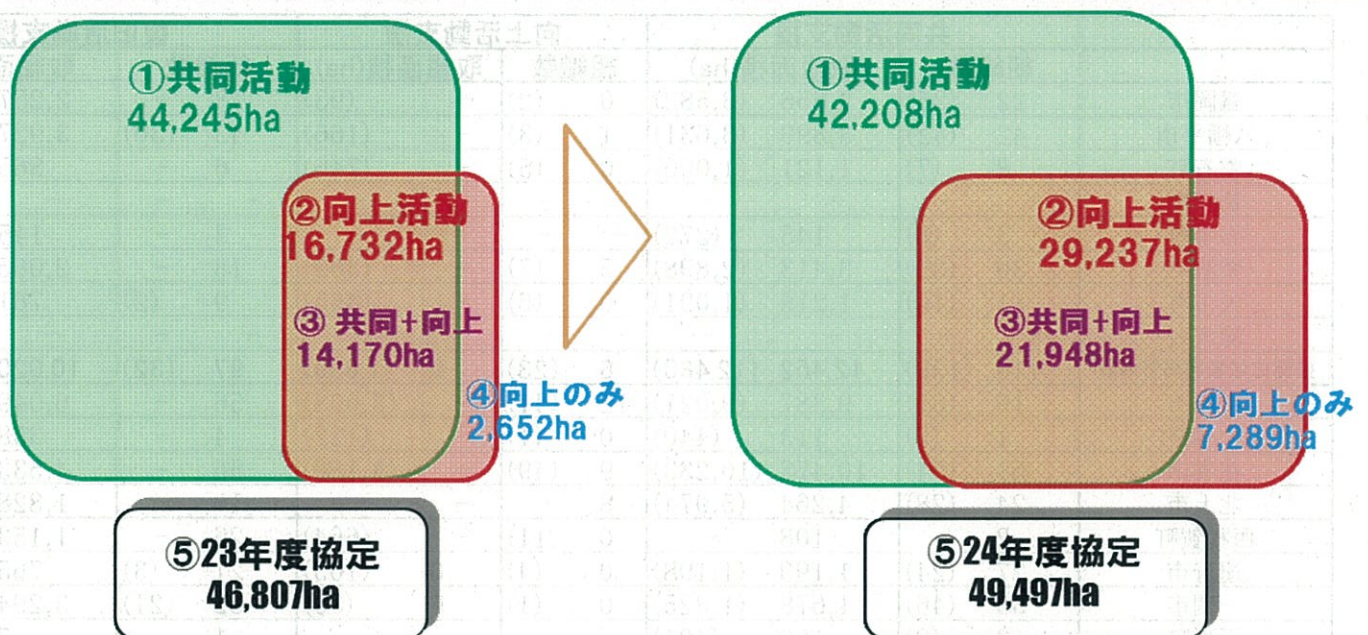 ①共同活動
44,245ha
②向上活動
16,732ha
③ 共同+向上
14,170ha
④向上のみ
2,652ha
⑤23年度協定
46,807ha
①共同活動
42,208ha
②向上活動
29,237ha
③共同+向上
21,948ha
④向上のみ
7,289ha
⑤24年度協定
49,497ha